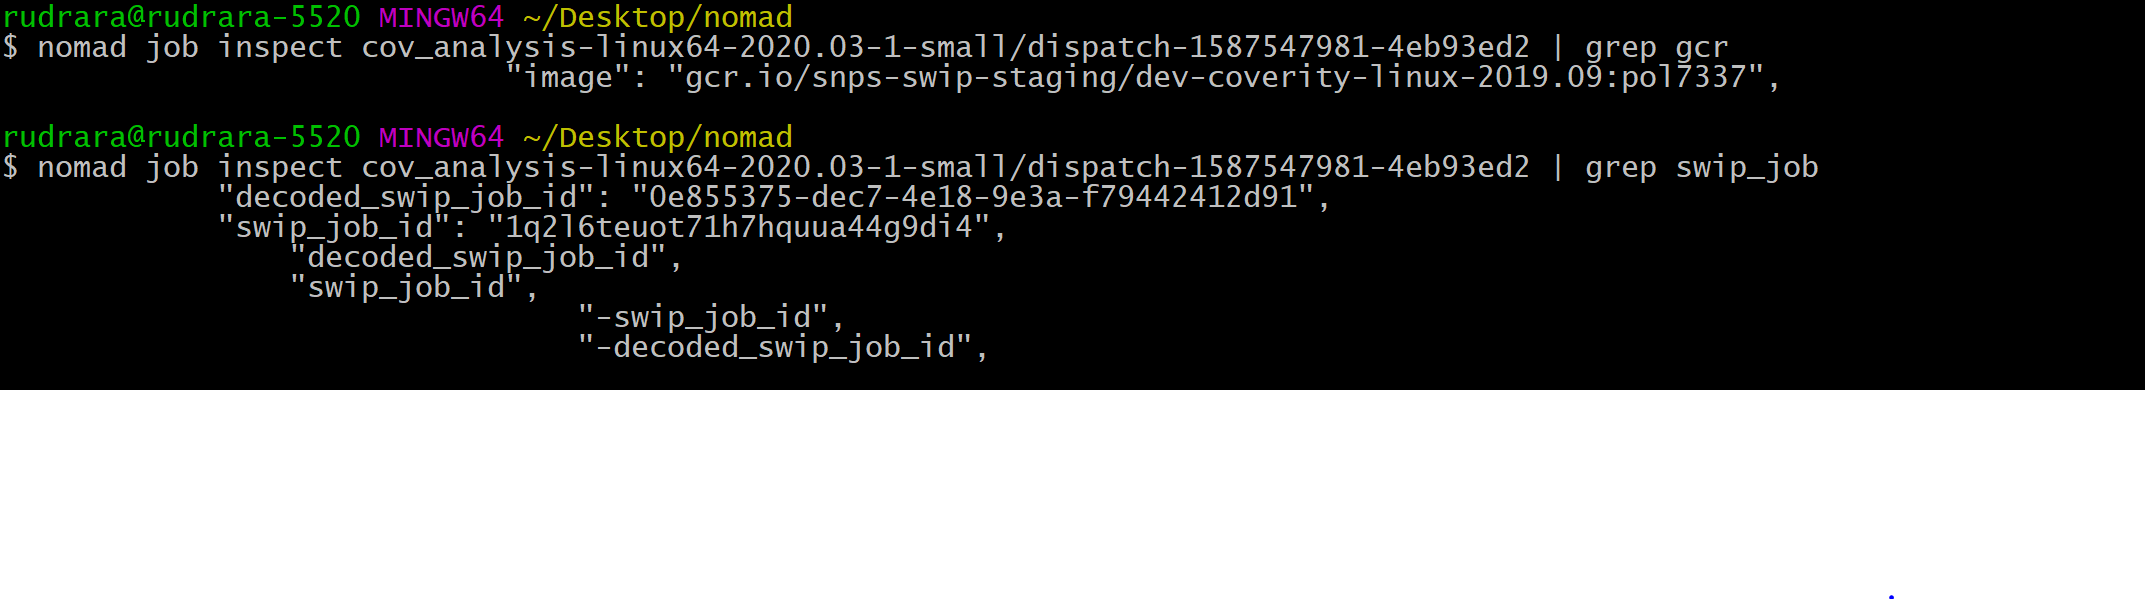 rudrara@rudrara-5520 MINGW64 ~/Desktop/nomad
$ nomad job inspect cov_analysis-linux64-2020.03-1-small/dispatch-1587547981-4eb93ed2 | grep gcr
"image": "gcr.io/snps-swip-staging/dev-coverity-linux-2019.09:pol7337",
rudrara@rudrara-5520 MINGW64 ~/Desktop/nomad
$ nomad job inspect cov_analysis-linux64-2020.03-1-small/dispatch-1587547981-4eb93ed2 | grep swip_job
"decoded_swip_job_id": "0e855375-dec7-4e18-9e3a-f79442412d91",
"swip_job_id": "1q2l6teuot71h7hquua44g9di4",
"decoded_swip_job_id",
"swip_job_id",
"-swip_job_id",
"-decoded_swip_job_id",